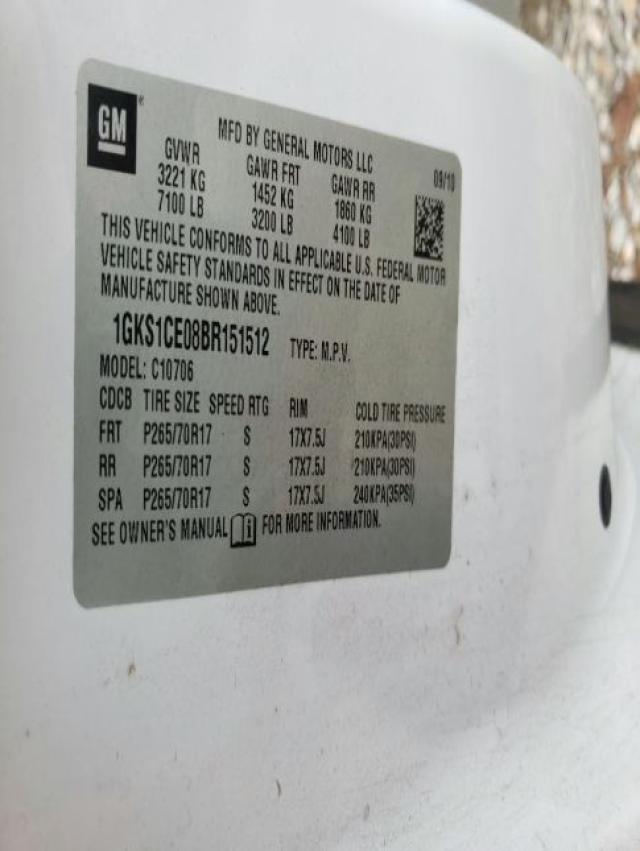 GM
MFD BY GENERAL MOTORS LLC
09/10
GVWR GAWR FRT GAWR RR
3221 KG 1452 KG 1860 KG
7100 LB 3200 LB 4100 LB
THIS VEHICLE CONFORMS TO ALL APPLICABLE U.S. FEDERAL MOTOR
VEHICLE SAFETY STANDARDS IN EFFECT ON THE DATE OF
MANUFACTURE SHOWN ABOVE.
1GKS1CE08BR151512 TYPE: M.P.V.
MODEL: C10706
CDCB TIRE SIZE SPEED RTG RIM COLD TIRE PRESSURE
FRT P265/70R17 S 17X7.5J 210KPA(30PSI)
RR P265/70R17 S 17X7.5J 210KPA(30PSI)
SPA P265/70R17 S 17X7.5J 240KPA(35PSI)
SEE OWNER'S MANUAL i FOR MORE INFORMATION.